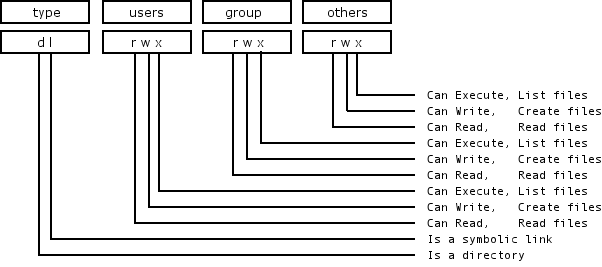 type users group others
d l r w x r w x r w x
Can Execute, List files
Can Write, Create files
Can Read, Read files
Can Execute, List files
Can Write, Create files
Can Read, Read files
Can Execute, List files
Can Write, Create files
Can Read, Read files
Is a symbolic link
Is a directory